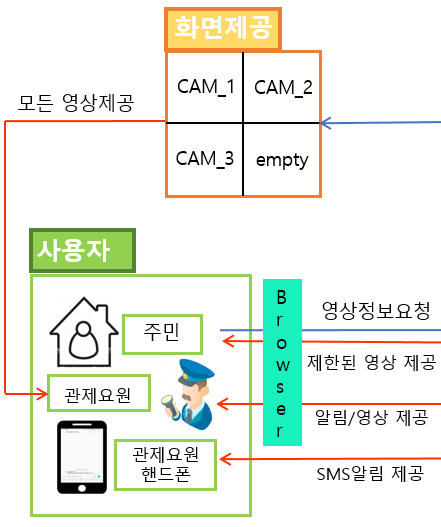 화면제공
모든 영상제공
CAM_1
CAM_2
CAM_3
empty
사용자
Browser
주민
영상정보요청
제한된 영상 제공
관제요원
알림/영상 제공
관제요원
핸드폰
SMS알림 제공